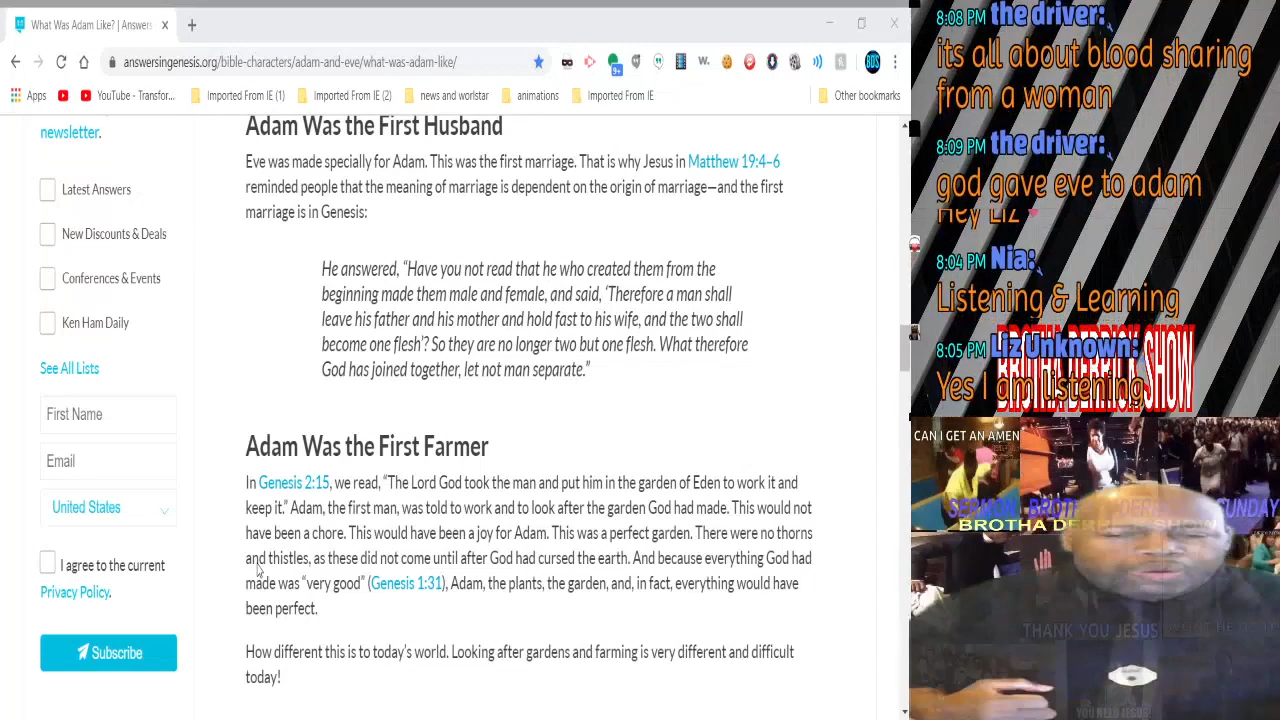 What Was Adam Like? | Answers
answersingenesis.org/bible-characters/adam-and-eve/what-was-adam-like/
9+
W.
BDS
Apps
YouTube - Transfor...
Imported From IE (1)
Imported From IE (2)
news and worlstar
animations
Imported From IE
Other bookmarks
newsletter.
Latest Answers
New Discounts & Deals
Conferences & Events
Ken Ham Daily
See All Lists
First Name
Email
United States
I agree to the current
Privacy Policy.
Subscribe
Adam Was the First Husband
Eve was made specially for Adam. This was the first marriage. That is why Jesus in Matthew 19:4–6
reminded people that the meaning of marriage is dependent on the origin of marriage—and the first
marriage is in Genesis:
He answered, “Have you not read that he who created them from the
beginning made them male and female, and said, ‘Therefore a man shall
leave his father and his mother and hold fast to his wife, and the two shall
become one flesh’? So they are no longer two but one flesh. What therefore
God has joined together, let not man separate.”
Adam Was the First Farmer
In Genesis 2:15, we read, “The Lord God took the man and put him in the garden of Eden to work it and
keep it.” Adam, the first man, was told to work and to look after the garden God had made. This would not
have been a chore. This would have been a joy for Adam. This was a perfect garden. There were no thorns
and thistles, as these did not come until after God had cursed the earth. And because everything God had
made was “very good” (Genesis 1:31), Adam, the plants, the garden, and, in fact, everything would have
been perfect.
How different this is to today’s world. Looking after gardens and farming is very different and difficult
today!
8:08 PM the driver:
its all about blood sharing
from a woman
8:09 PM the driver:
god gave eve to adam
Hey Liz
8:04 PM Nia:
Listening & Learning
8:05 PM Liz Unknown:
Yes I am listening
BROTHA DERRICK SHOW
CAN I GET AN AMEN
SERMON BROTHA SUNDAY
BROTHA DERRICK SHOW
THANK YOU JESUS
YOU NEED JESUS!